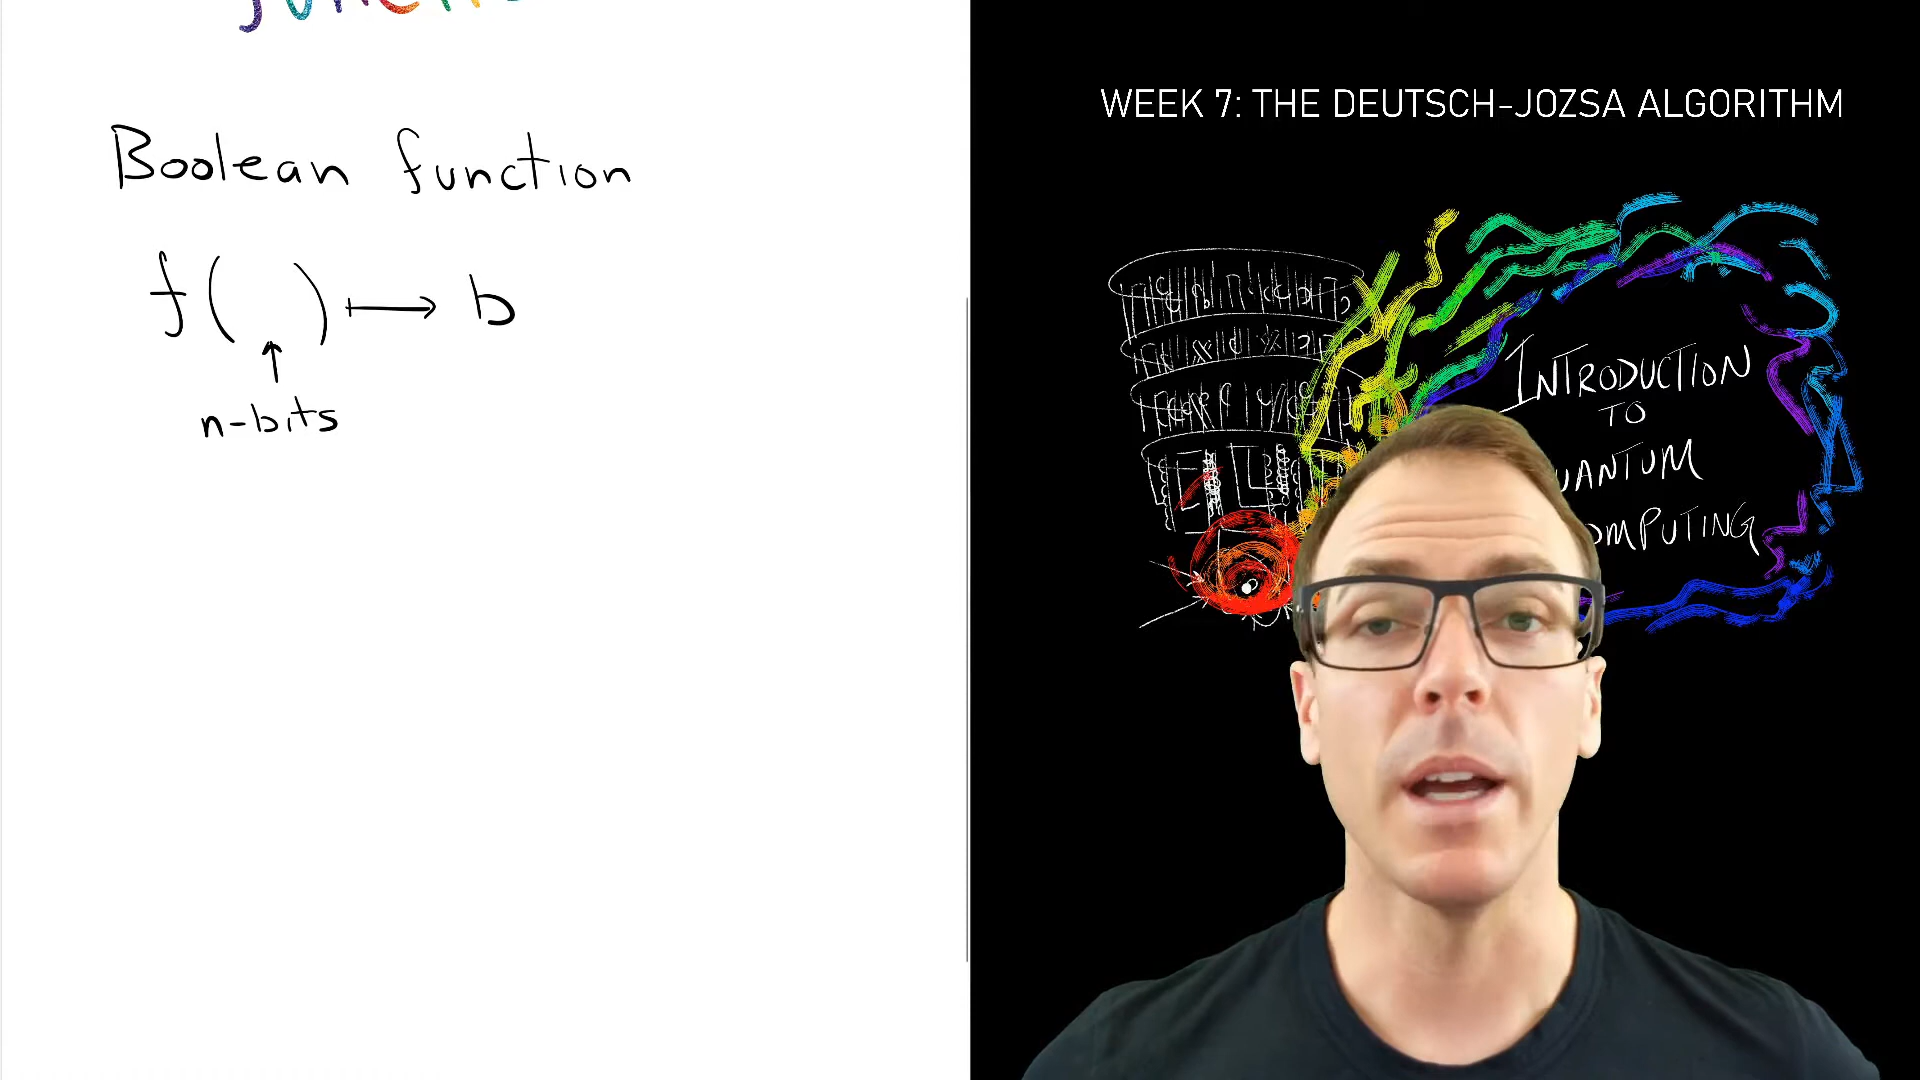 Boolean function
f( ) ↦ b
↑
n-bits
WEEK 7: THE DEUTSCH-JOZSA ALGORITHM
INTRODUCTION
TO